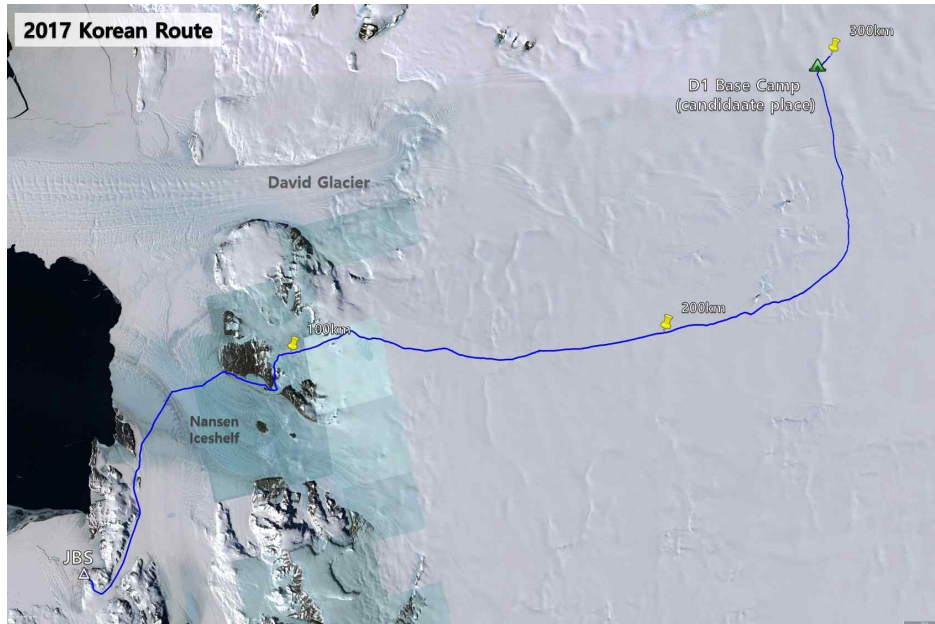 2017 Korean Route
300km
D1 Base Camp
(candidaate place)
David Glacier
200km
100km
Nansen
Iceshelf
JBS